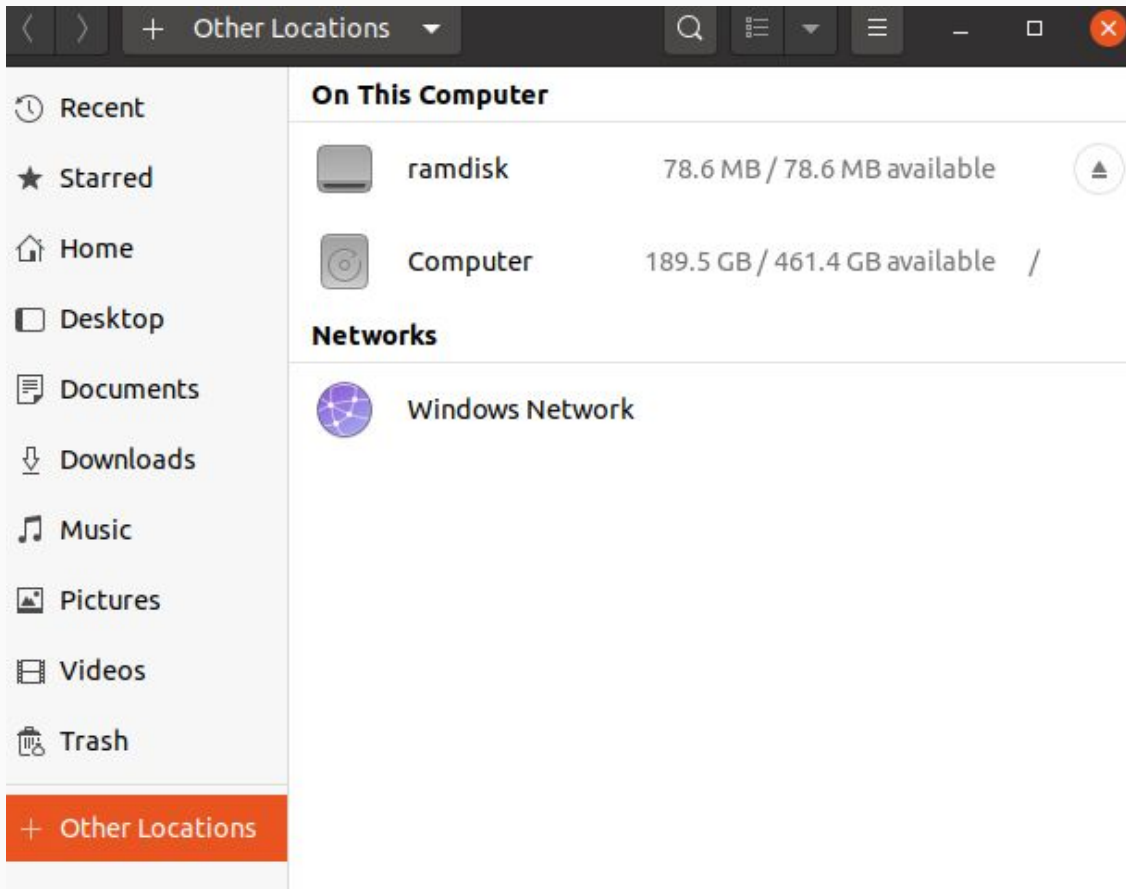 + Other Locations
Recent
Starred
Home
Desktop
Documents
Downloads
Music
Pictures
Videos
Trash
+ Other Locations
On This Computer
ramdisk 78.6 MB / 78.6 MB available
Computer 189.5 GB / 461.4 GB available /
Networks
Windows Network